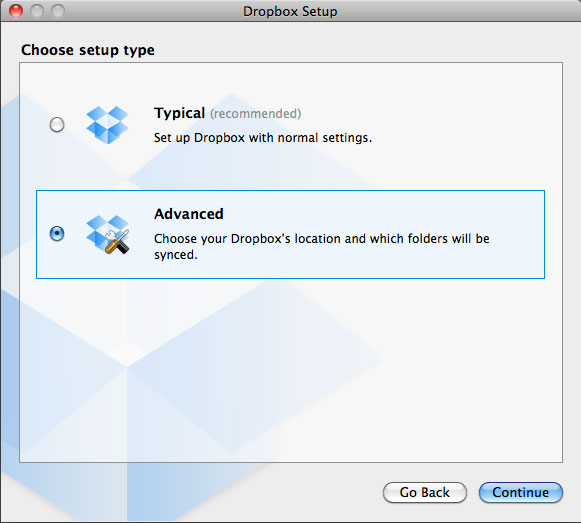 Dropbox Setup
Choose setup type
Typical (recommended)
Set up Dropbox with normal settings.
Advanced
Choose your Dropbox's location and which folders will be
synced.
Go Back
Continue